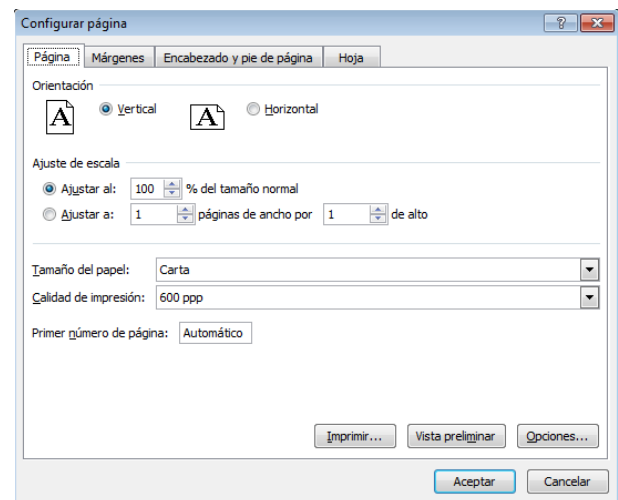 Configurar página
Página Márgenes Encabezado y pie de página Hoja
Orientación
A Vertical A Horizontal
Ajuste de escala
Ajustar al: 100 % del tamaño normal
Ajustar a: 1 páginas de ancho por 1 de alto
Tamaño del papel: Carta
Calidad de impresión: 600 ppp
Primer número de página: Automático
Imprimir... Vista preliminar Opciones...
Aceptar Cancelar